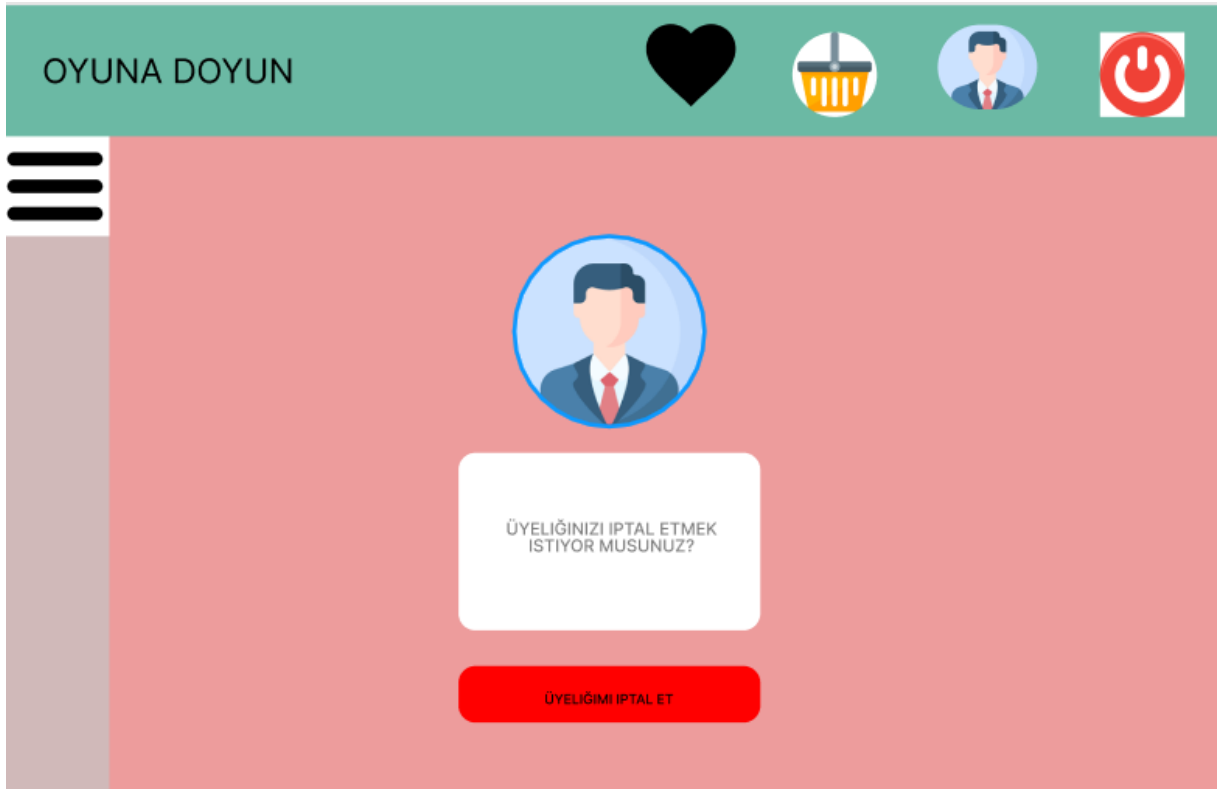 OYUNA DOYUN
ÜYELIĞINIZI IPTAL ETMEK
ISTIYOR MUSUNUZ?
ÜYELIĞIMI IPTAL ET